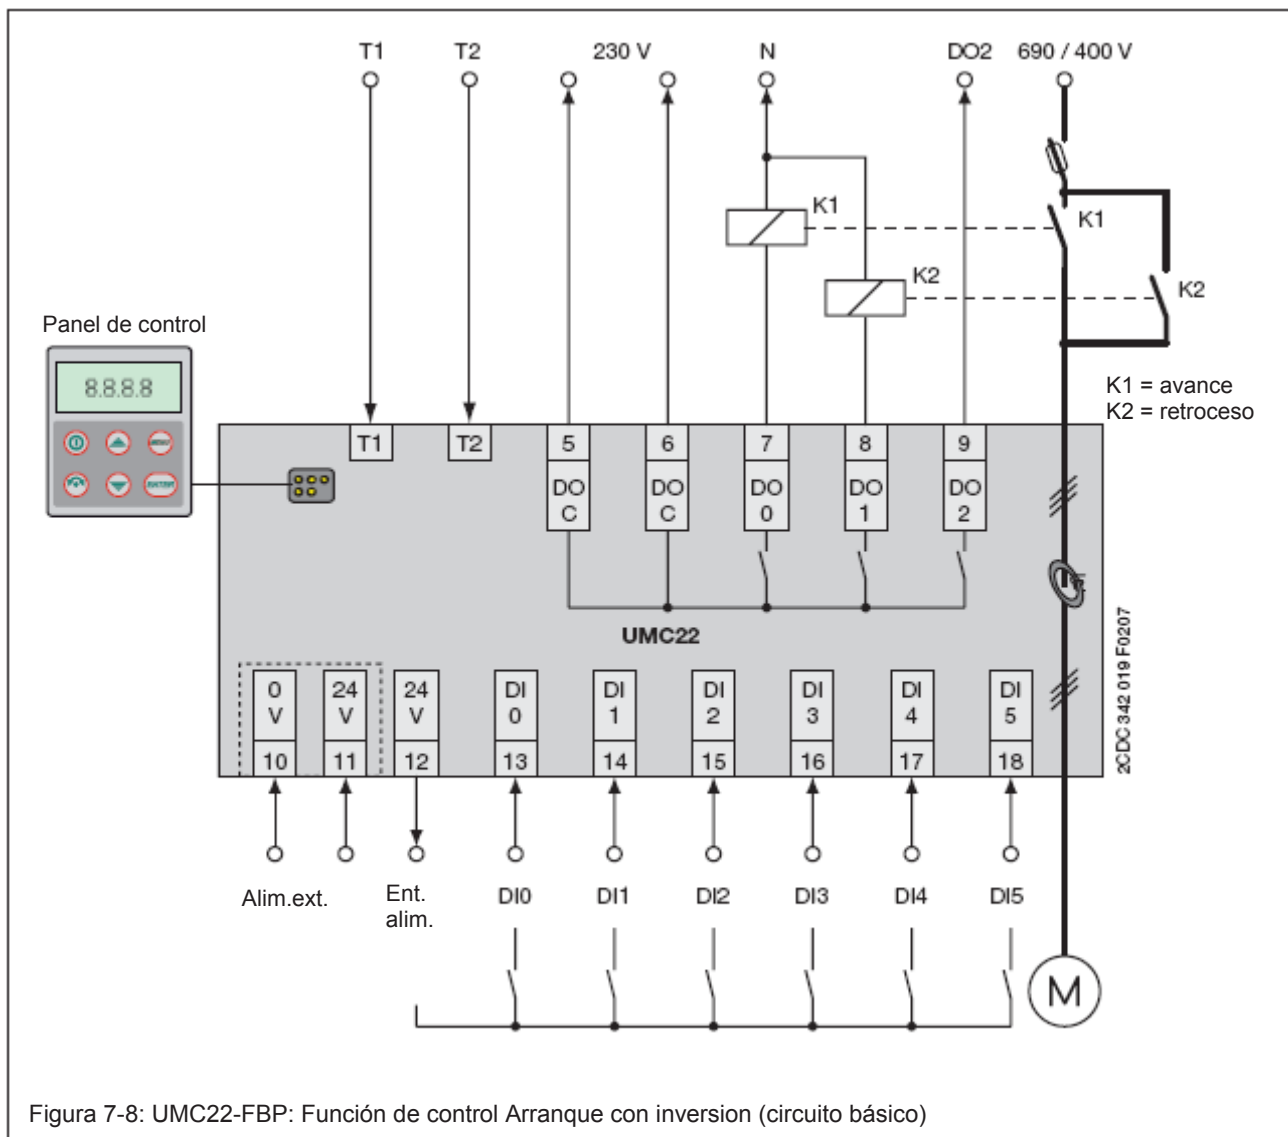 T1 T2 230 V N DO2 690 / 400 V
K1
K1
K2
K2
Panel de control
8.8.8.8
MENU
ENTER
K1 = avance
K2 = retroceso
T1 T2 5 6 7 8 9
DO C DO C DO 0 DO 1 DO 2
UMC22
0 V 24 V 24 V DI 0 DI 1 DI 2 DI 3 DI 4 DI 5
10 11 12 13 14 15 16 17 18
2CDC 342 019 F0207
Alim.ext. Ent. alim. DI0 DI1 DI2 DI3 DI4 DI5
M
Figura 7-8: UMC22-FBP: Función de control Arranque con inversion (circuito básico)